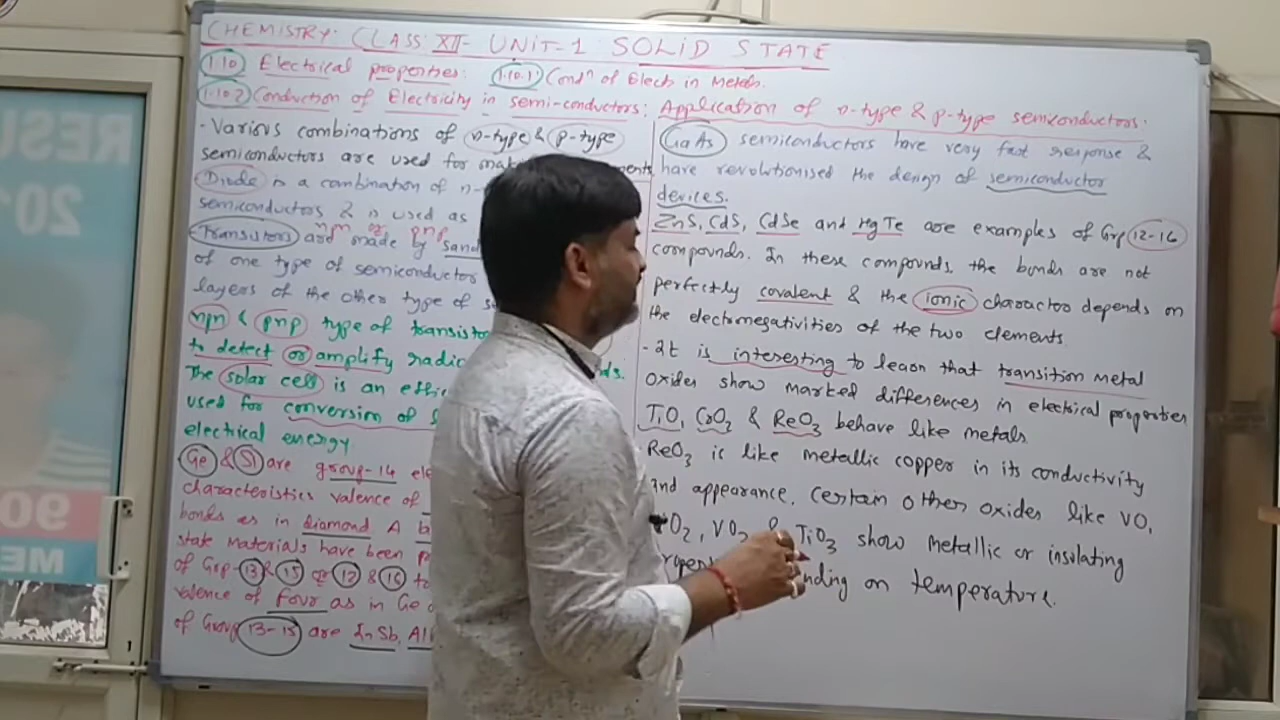 CHEMISTRY: CLASS XII- UNIT-1 SOLID STATE
1.10 Electrical properties: 1.10.1 Condⁿ of Elect. in Metals.
1.10.2 Conduction of Electricity in semi-conductors: Application of n-type & p-type semiconductors.
- Various combinations of n-type & p-type
semiconductors are used for
Diode is a combination of n-
semiconductors & is used as
npn or pnp
Transistors are made by sand
of one type of semiconductor
layers of the other type of
npn & pnp type of transisto
to detect or amplify radio
The solar cell is an effi
used for conversion of
electrical energy
Ge & Si are group-14 ele
characteristics valence of
bonds as in diamond A
state materials have been
of Grp-13 & 15 or 12 & 16 to
valence of four as in Ge
of Group 13-15 are InSb, Al
GaAs semiconductors have very fast response &
have revolutionised the design of semiconductor
devices.
ZnS, CdS, CdSe and HgTe are examples of Grp 12-16
compounds. In these compounds, the bonds are not
perfectly covalent & the ionic character depends on
the electronegativities of the two elements.
- It is interesting to learn that transition metal
oxides show marked differences in electrical properties
TiO, CrO₂ & ReO₃ behave like metals.
ReO₃ is like metallic copper in its conductivity
and appearance. Certain other oxides like VO,
VO₂ & TiO₃ show metallic or insulating
nding on temperature.
RESU
201
90
ME